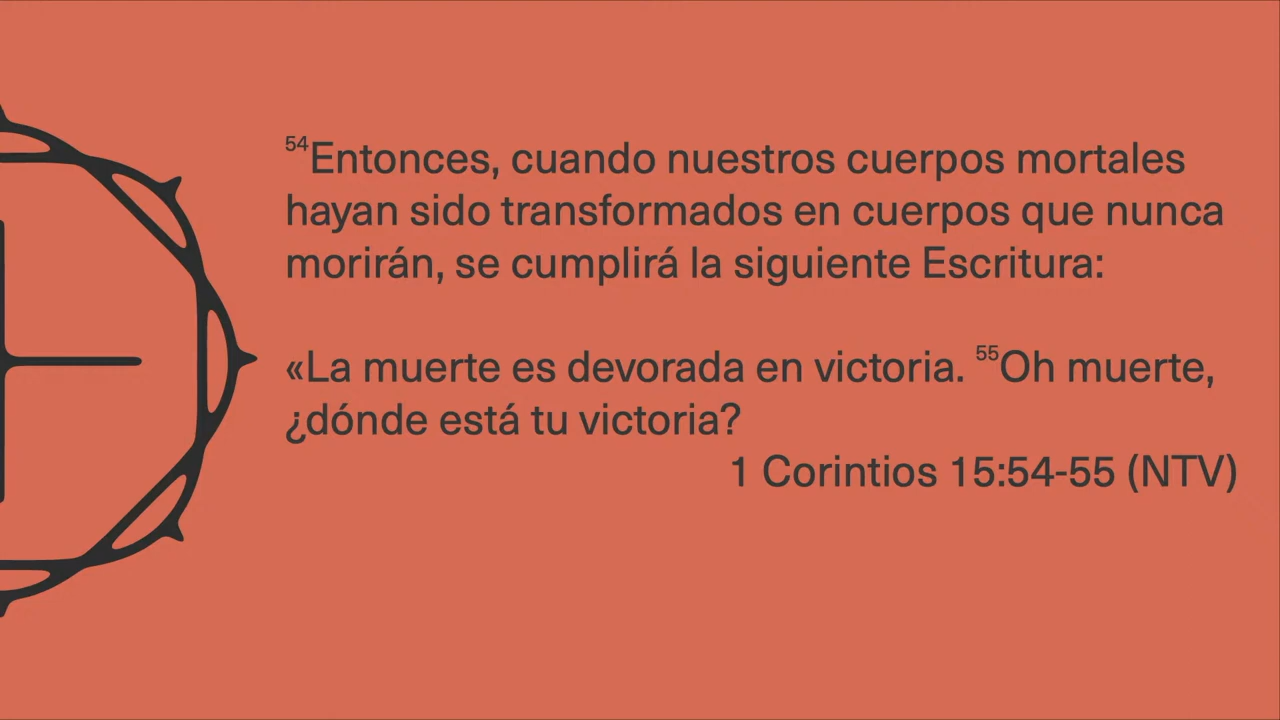 ⁵⁴Entonces, cuando nuestros cuerpos mortales
hayan sido transformados en cuerpos que nunca
morirán, se cumplirá la siguiente Escritura:
«La muerte es devorada en victoria. ⁵⁵Oh muerte,
¿dónde está tu victoria?
1 Corintios 15:54-55 (NTV)